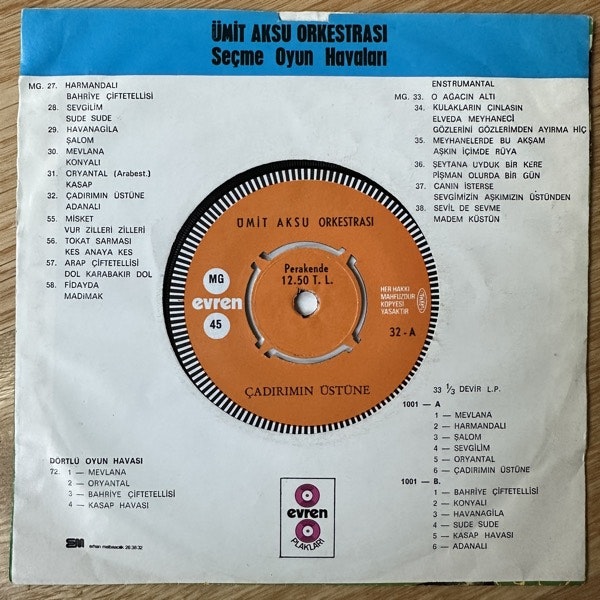 ÜMİT AKSU ORKESTRASI
Seçme Oyun Havaları
MG. 27. HARMANDALI
BAHRİYE ÇİFTETELLİSİ
28. SEVGİLİM
SUDE SUDE
29. HAVANAGİLA
ŞALOM
30. MEVLANA
KONYALI
31. ORYANTAL (Arabest.)
KASAP
32. ÇADIRIMIN ÜSTÜNE
ADANALI
55. MİSKET
VUR ZİLLERİ ZİLLERİ
56. TOKAT SARMASI
KES ANAYA KES
57. ARAP ÇİFTETELLİSİ
DOL KARABAKIR DOL
58. FİDAYDA
MADIMAK
ENSTRUMANTAL
MG. 33. O AĞACIN ALTI
34. KULAKLARIN ÇINLASIN
ELVEDA MEYHANECİ
GÖZLERİNİ GÖZLERİMDEN AYIRMA HİÇ
35. MEYHANELERDE BU AKŞAM
AŞKIN İÇİMDE RÜYA
36. ŞEYTANA UYDUK BİR KERE
PİŞMAN OLURDA BİR GÜN
37. CANIN İSTERSE
SEVGİMİZİN AŞKIMIZIN ÜSTÜNDEN
38. SEVİL DE SEVME
MADEM KÜSTÜN
ÜMİT AKSU ORKESTRASI
MG
evren
45
Perakende
12.50 T. L.
HER HAKKI
MAHFUZDUR
KOPYESİ
YASAKTIR
32 - A
ÇADIRIMIN ÜSTÜNE
DÖRTLÜ OYUN HAVASI
72. 1 — MEVLANA
2 — ORYANTAL
3 — BAHRİYE ÇİFTETELLİSİ
4 — KASAP HAVASI
evren
PLAKLARI
33 1/3 DEVİR L.P.
1001 — A
1 — MEVLANA
2 — HARMANDALI
3 — ŞALOM
4 — SEVGİLİM
5 — ORYANTAL
6 — ÇADIRIMIN ÜSTÜNE
1001 — B.
1 — BAHRİYE ÇİFTETELLİSİ
2 — KONYALI
3 — HAVANAGİLA
4 — SUDE SUDE
5 — KASAP HAVASI
6 — ADANALI
erhan matbaacılık 26 38 32